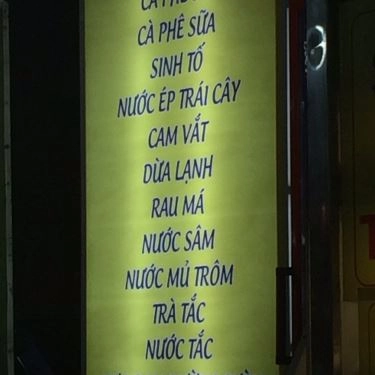 CÀ PHÊ SỮA
SINH TỐ
NƯỚC ÉP TRÁI CÂY
CAM VẮT
DỪA LẠNH
RAU MÁ
NƯỚC SÂM
NƯỚC MỦ TRÔM
TRÀ TẮC
NƯỚC TẮC